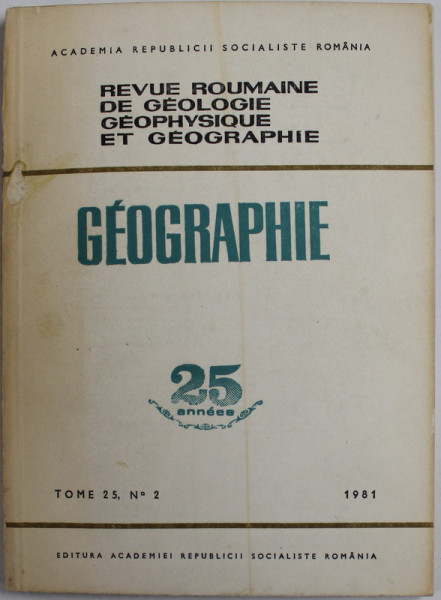 ACADEMIA REPUBLICII SOCIALISTE ROMÂNIA
REVUE ROUMAINE
DE GÉOLOGIE
GÉOPHYSIQUE
ET GÉOGRAPHIE
GÉOGRAPHIE
25
années
TOME 25, Nº 2 1981
EDITURA ACADEMIEI REPUBLICII SOCIALISTE ROMÂNIA